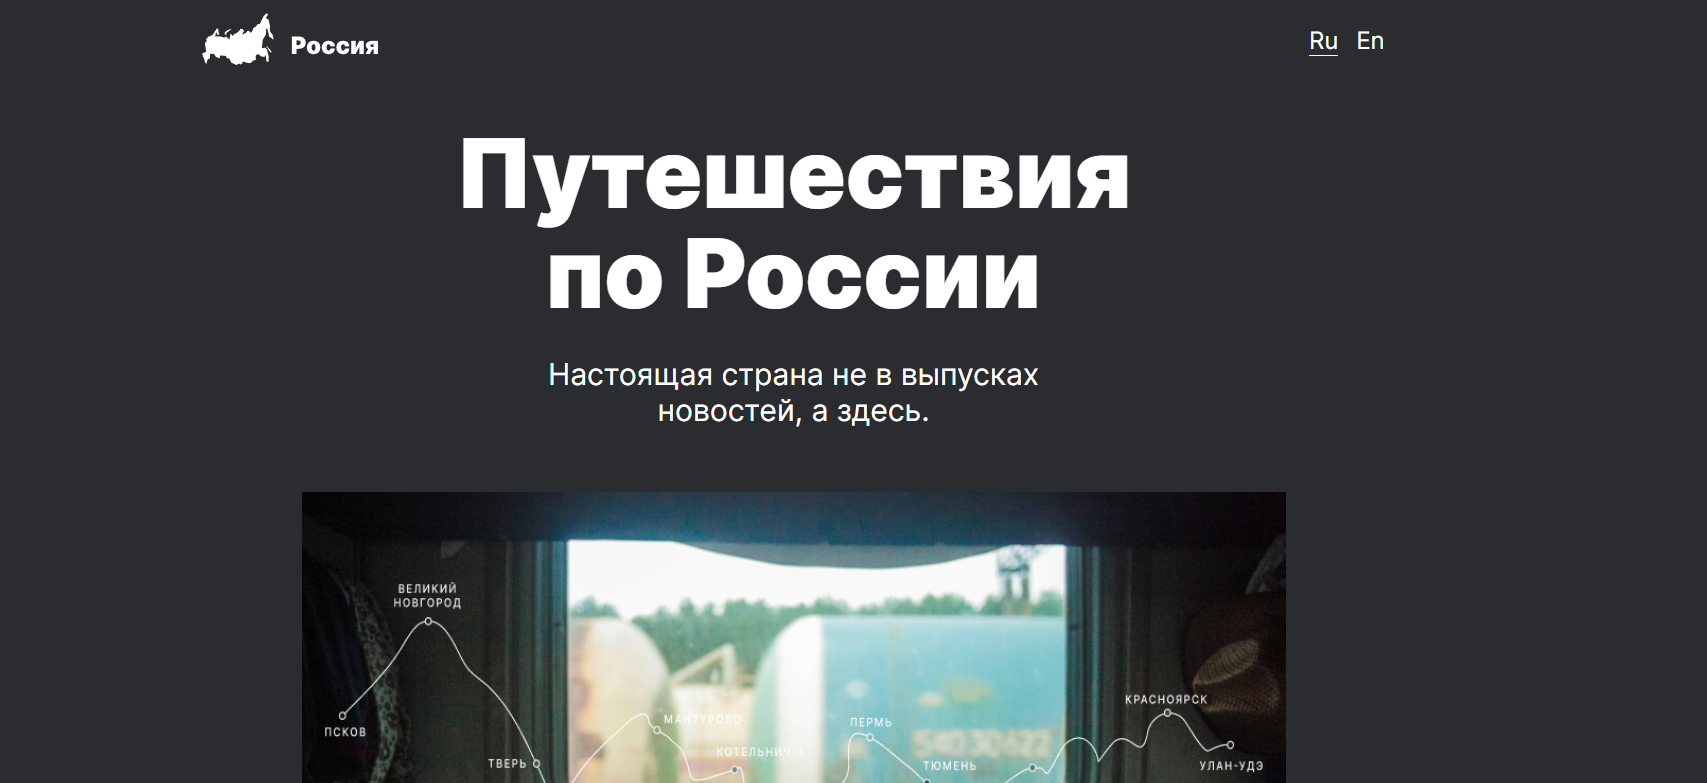 Россия
Ru En
Путешествия
по России
Настоящая страна не в выпусках
новостей, а здесь.
ВЕЛИКИЙ
НОВГОРОД
ПСКОВ
ТВЕРЬ
МАНТУРОВО
КОТЕЛЬНИЧ-1
ПЕРМЬ
ТЮМЕНЬ
КРАСНОЯРСК
УЛАН-УДЭ
54030622